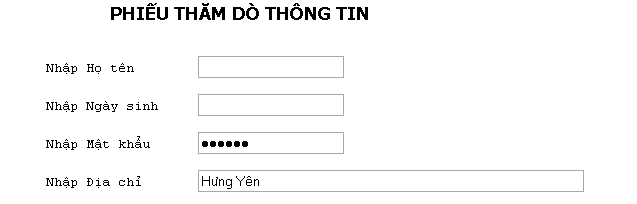 PHIẾU THĂM DÒ THÔNG TIN
Nhập Họ tên
Nhập Ngày sinh
Nhập Mật khẩu ●●●●●●
Nhập Địa chỉ Hưng Yên